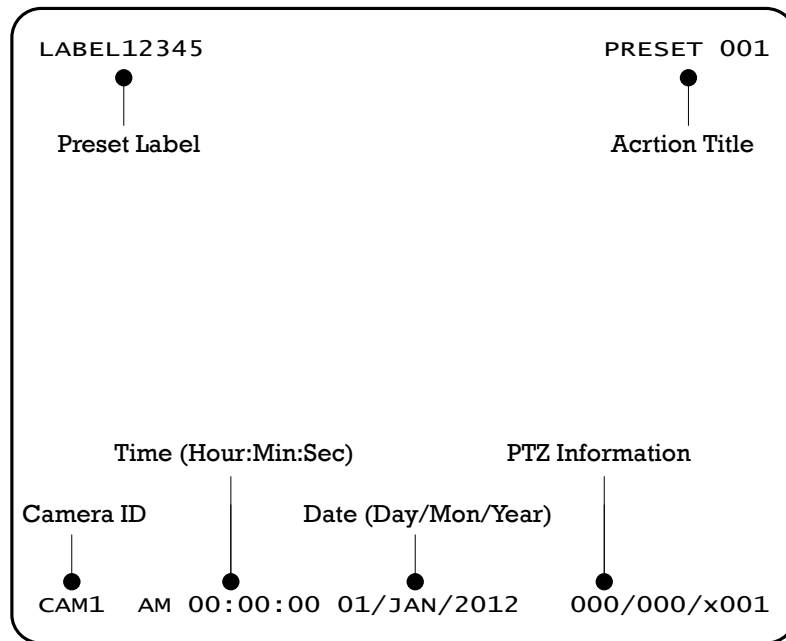 LABEL12345 PRESET 001
Preset Label Acrtion Title
Time (Hour:Min:Sec) PTZ Information
Camera ID Date (Day/Mon/Year)
CAM1 AM 00:00:00 01/JAN/2012 000/000/x001